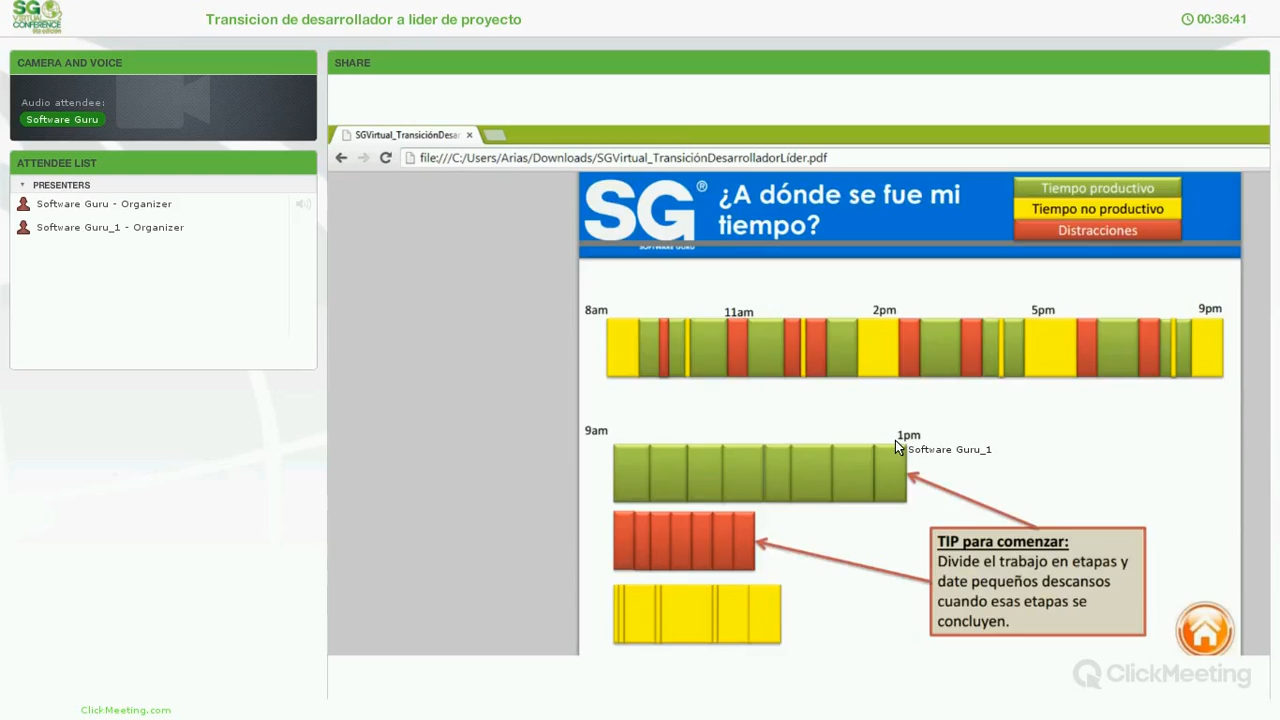 SG
VIRTUAL
CONFERENCE
Transicion de desarrollador a lider de proyecto
00:36:41
CAMERA AND VOICE
Audio attendee:
Software Guru
ATTENDEE LIST
PRESENTERS
Software Guru - Organizer
Software Guru_1 - Organizer
SHARE
SGVirtual_TransiciónDesar
file:///C:/Users/Arias/Downloads/SGVirtual_TransiciónDesarrolladorLíder.pdf
SG®
SOFTWARE GURU
¿A dónde se fue mi
tiempo?
Tiempo productivo
Tiempo no productivo
Distracciones
8am 11am 2pm 5pm 9pm
9am 1pm
Software Guru_1
TIP para comenzar:
Divide el trabajo en etapas y
date pequeños descansos
cuando esas etapas se
concluyen.
ClickMeeting
ClickMeeting.com